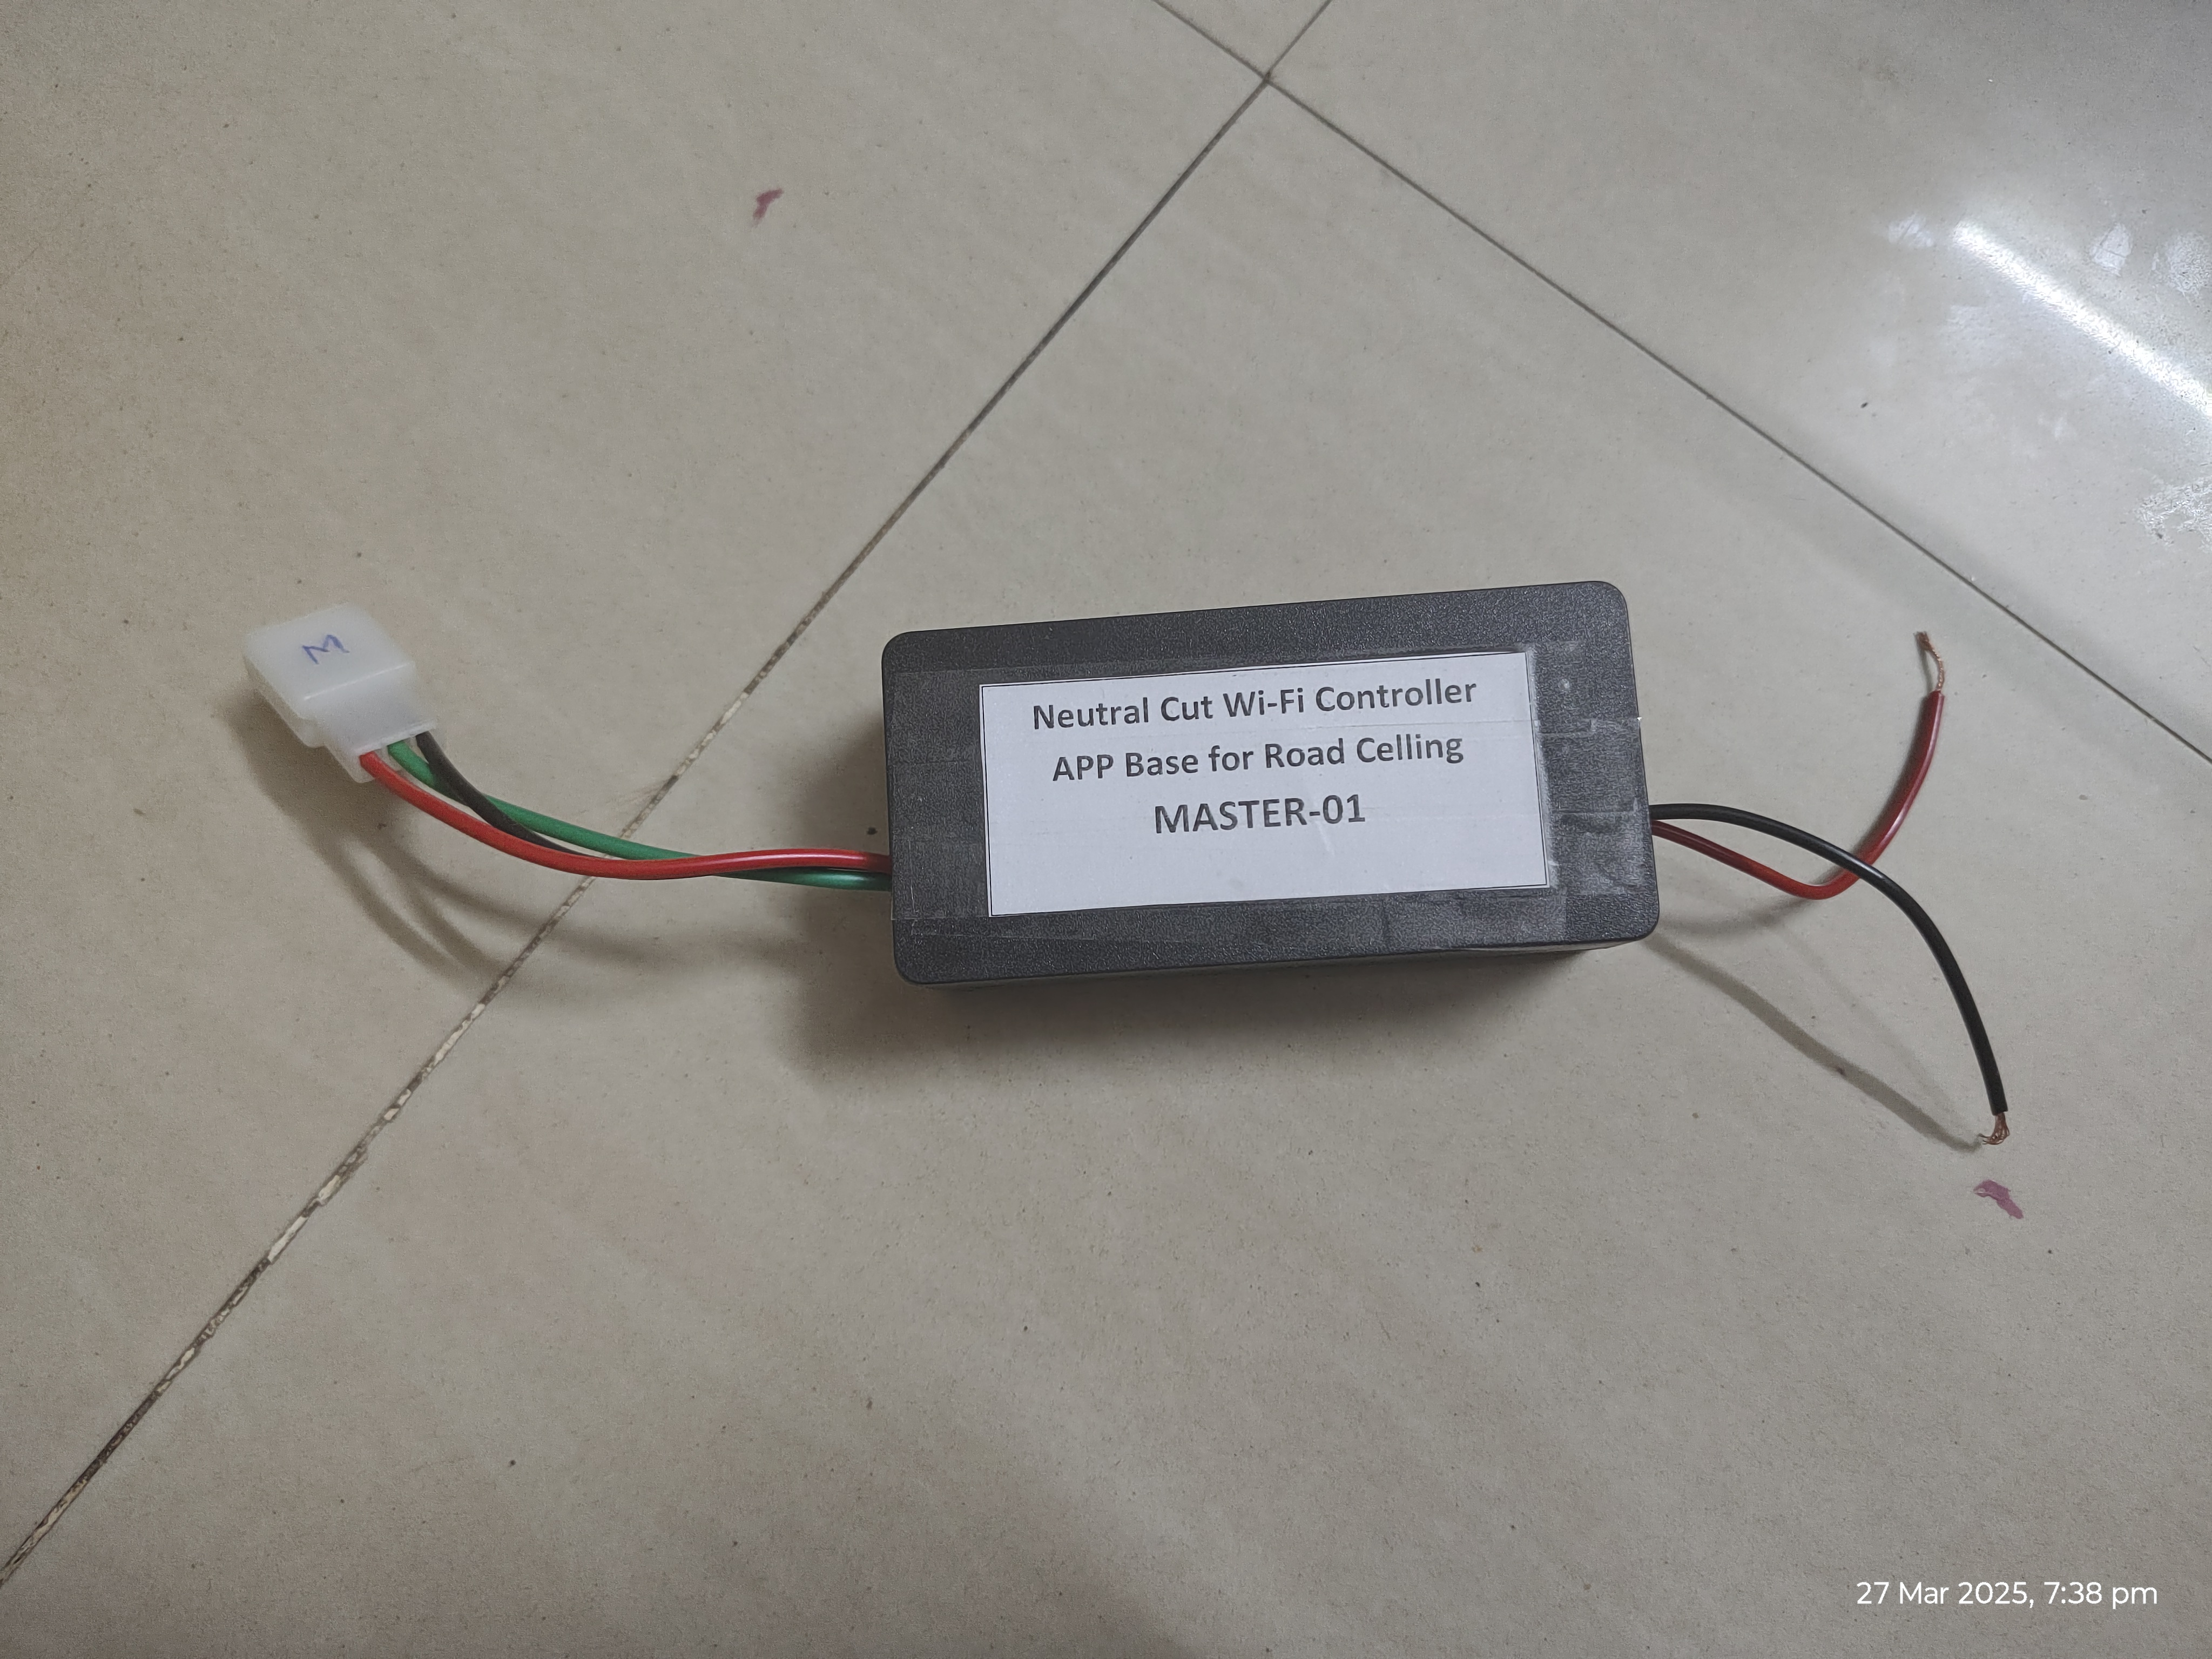 M
Neutral Cut Wi-Fi Controller
APP Base for Road Celling
MASTER-01
27 Mar 2025, 7:38 pm